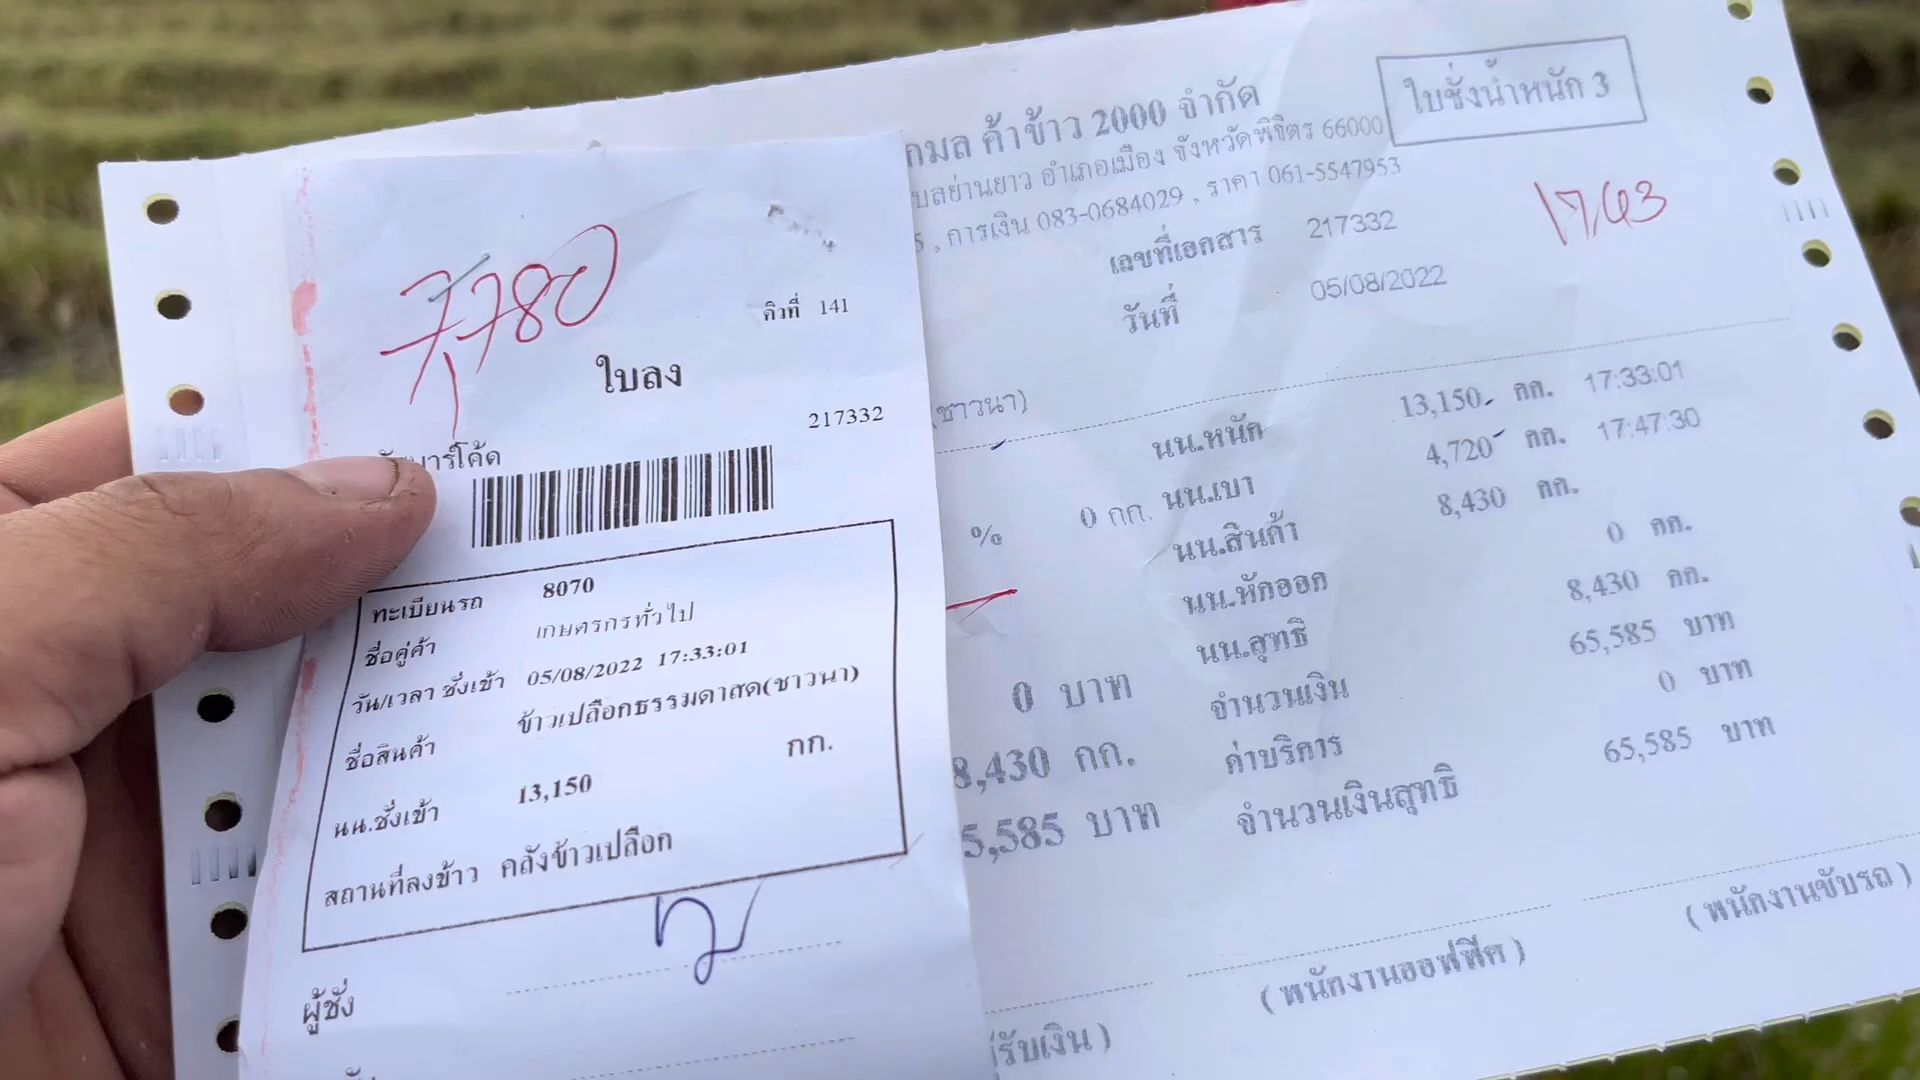 7,780
คิวที่ 141
ใบลง
217332
บาร์โค้ด
ทะเบียนรถ 8070
ชื่อคู่ค้า เกษตรกรทั่วไป
วัน/เวลา ชั่งเข้า 05/08/2022 17:33:01
ชื่อสินค้า ข้าวเปลือกธรรมดาสด(ชาวนา)
นน.ชั่งเข้า 13,150 กก.
สถานที่ลงข้าว คลังข้าวเปลือก
ผู้ชั่ง
ใบชั่งน้ำหนัก 3
กมล ค้าข้าว 2000 จำกัด
บลย่านยาว อำเภอเมือง จังหวัดพิจิตร 66000
5 , การเงิน 083-0684029 , ราคา 061-5547953
เลขที่เอกสาร 217332
วันที่ 05/08/2022
(ชาวนา)
นน.หนัก 13,150 กก. 17:33:01
% 0 กก. นน.เบา 4,720 กก. 17:47:30
นน.สินค้า 8,430 กก.
นน.หักออก 0 กก.
นน.สุทธิ 8,430 กก.
0 บาท จำนวนเงิน 65,585 บาท
8,430 กก. ค่าบริการ 0 บาท
5,585 บาท จำนวนเงินสุทธิ 65,585 บาท
(พนักงานขับรถ)
(พนักงานออฟฟิศ)
รับเงิน)